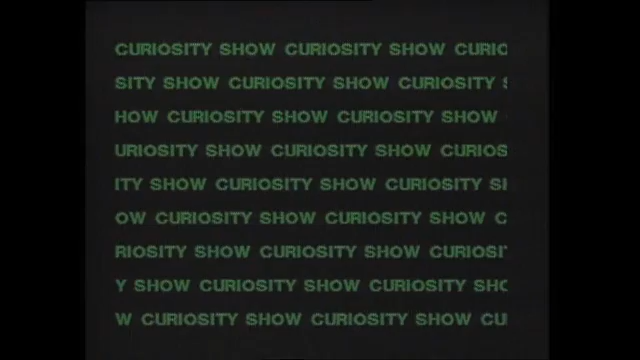 CURIOSITY SHOW CURIOSITY SHOW CURIO
SITY SHOW CURIOSITY SHOW CURIOSITY S
HOW CURIOSITY SHOW CURIOSITY SHOW
URIOSITY SHOW CURIOSITY SHOW CURIOS
ITY SHOW CURIOSITY SHOW CURIOSITY SH
OW CURIOSITY SHOW CURIOSITY SHOW C
RIOSITY SHOW CURIOSITY SHOW CURIOSIT
Y SHOW CURIOSITY SHOW CURIOSITY SHO
W CURIOSITY SHOW CURIOSITY SHOW CU